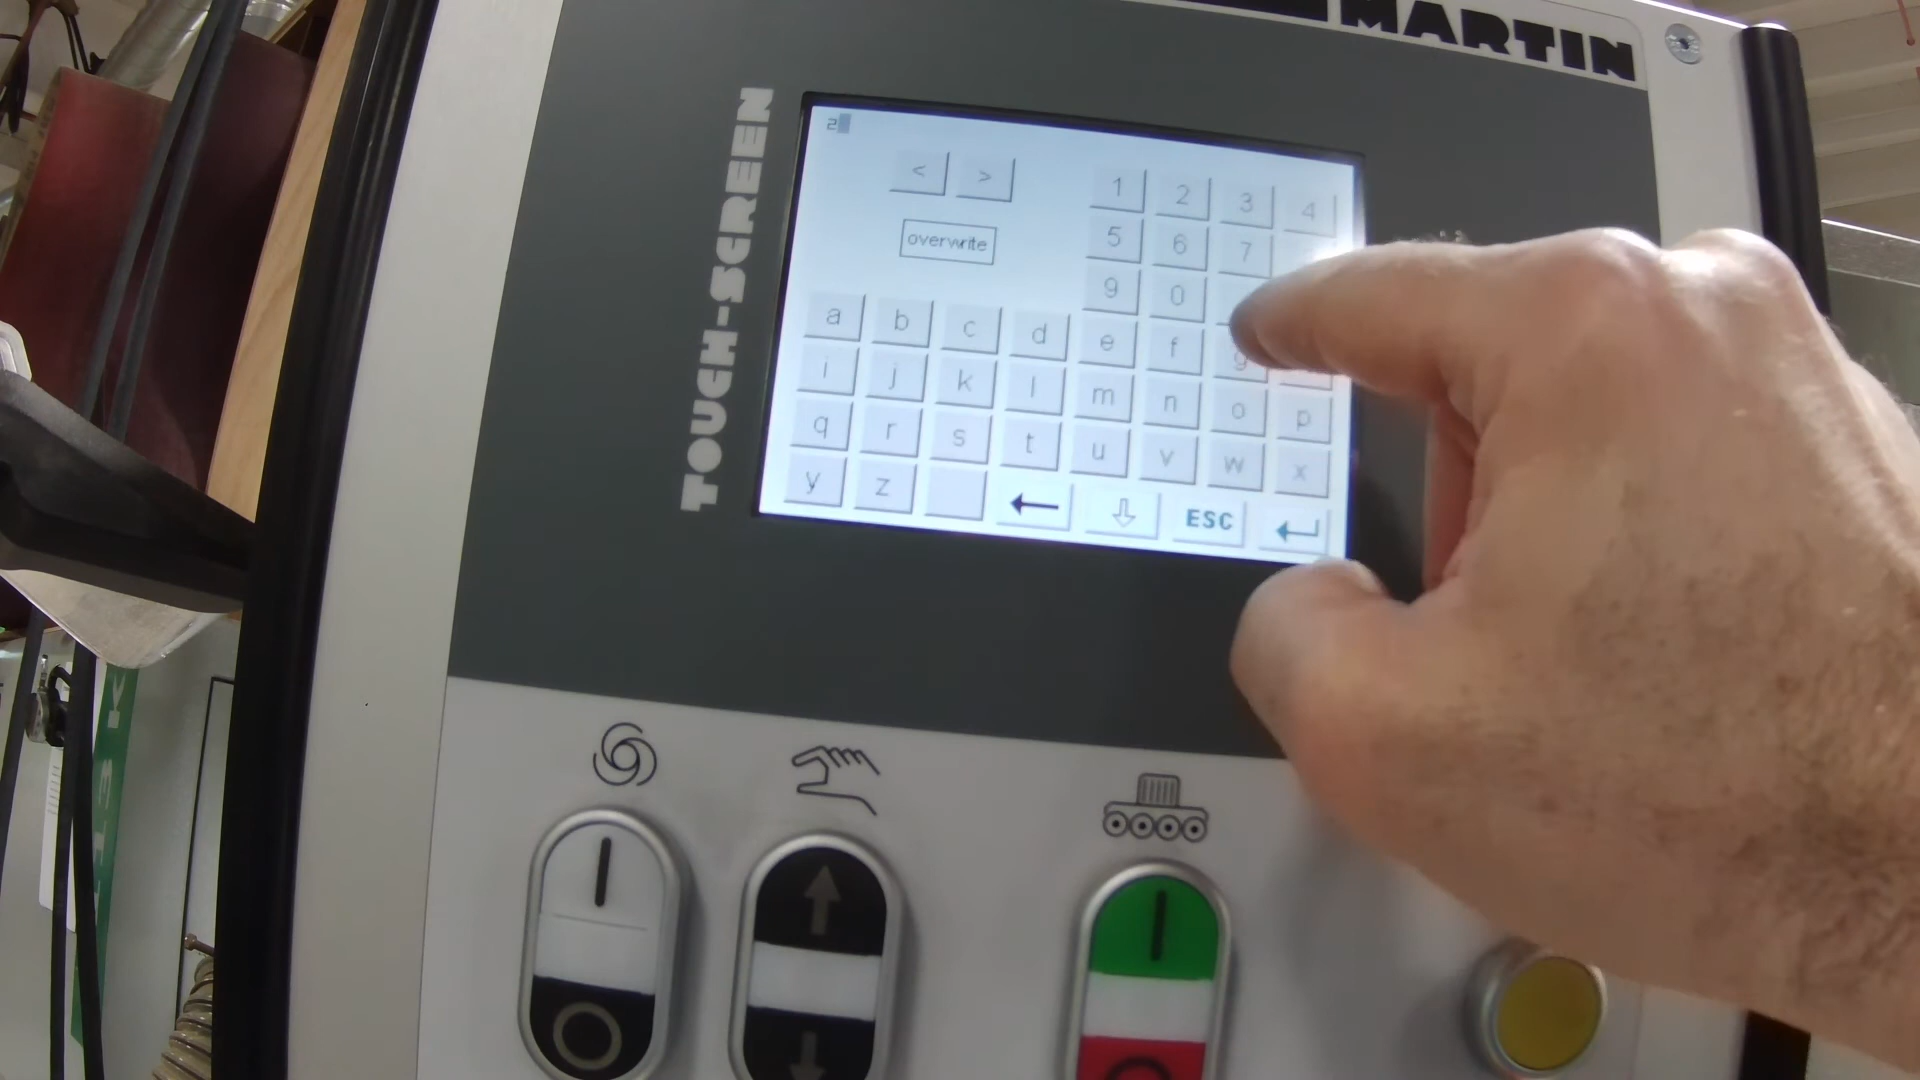 MARTIN
TOUCH-SCREEN
2
< > 1 2 3 4
overwrite 5 6 7
9 0
a b c d e f g
i j k l m n o p
q r s t u v w x
y z ESC